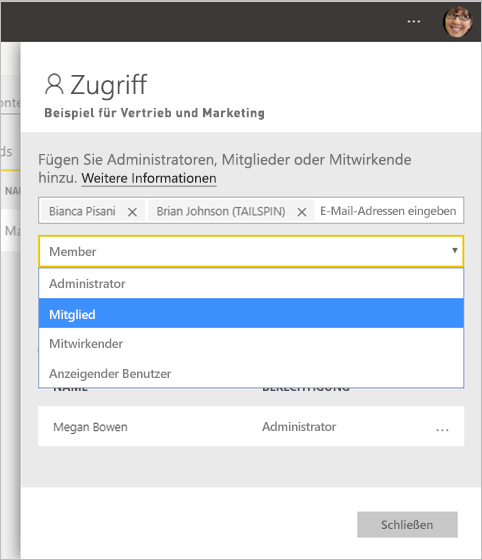 ...
Zugriff
Beispiel für Vertrieb und Marketing
Fügen Sie Administratoren, Mitglieder oder Mitwirkende
hinzu. Weitere Informationen
Bianca Pisani × Brian Johnson (TAILSPIN) × E-Mail-Adressen eingeben
Member
Administrator
Mitglied
Mitwirkender
Anzeigender Benutzer
NAME BERECHTIGUNG
Megan Bowen Administrator ...
Schließen
onte
ds
NA
Ma